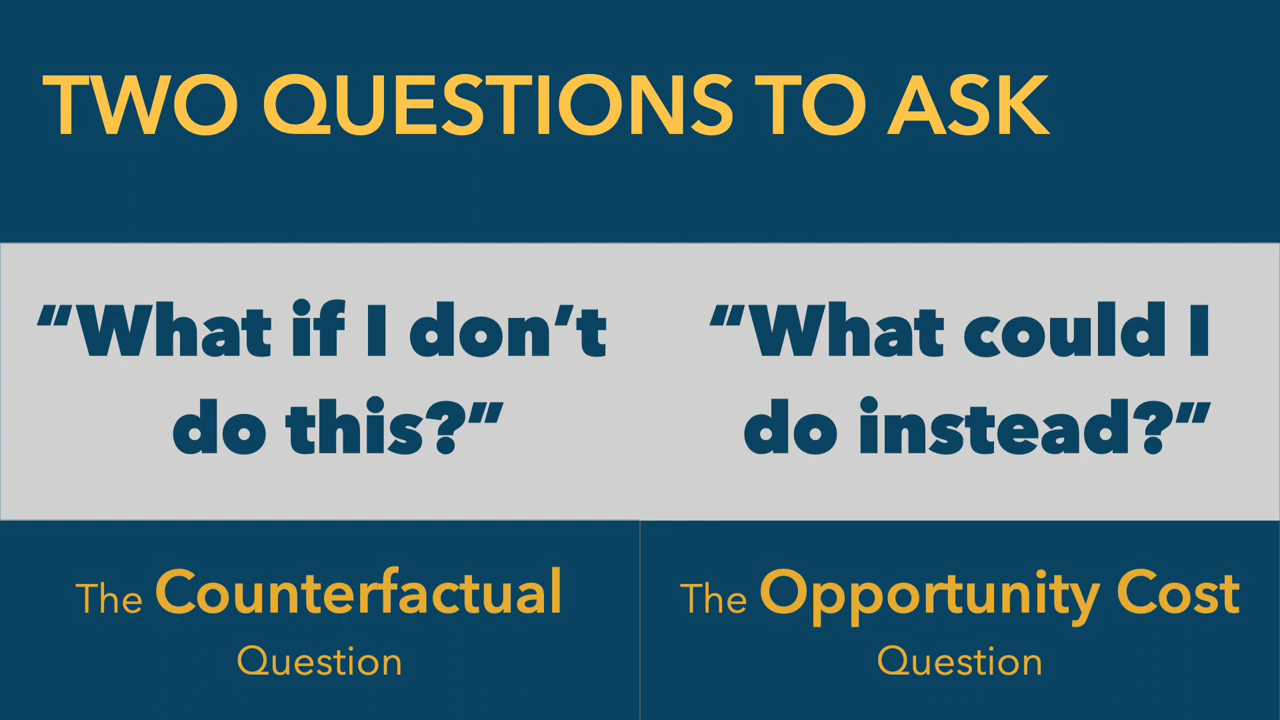 TWO QUESTIONS TO ASK
“What if I don’t
do this?”
The Counterfactual
Question
“What could I
do instead?”
The Opportunity Cost
Question